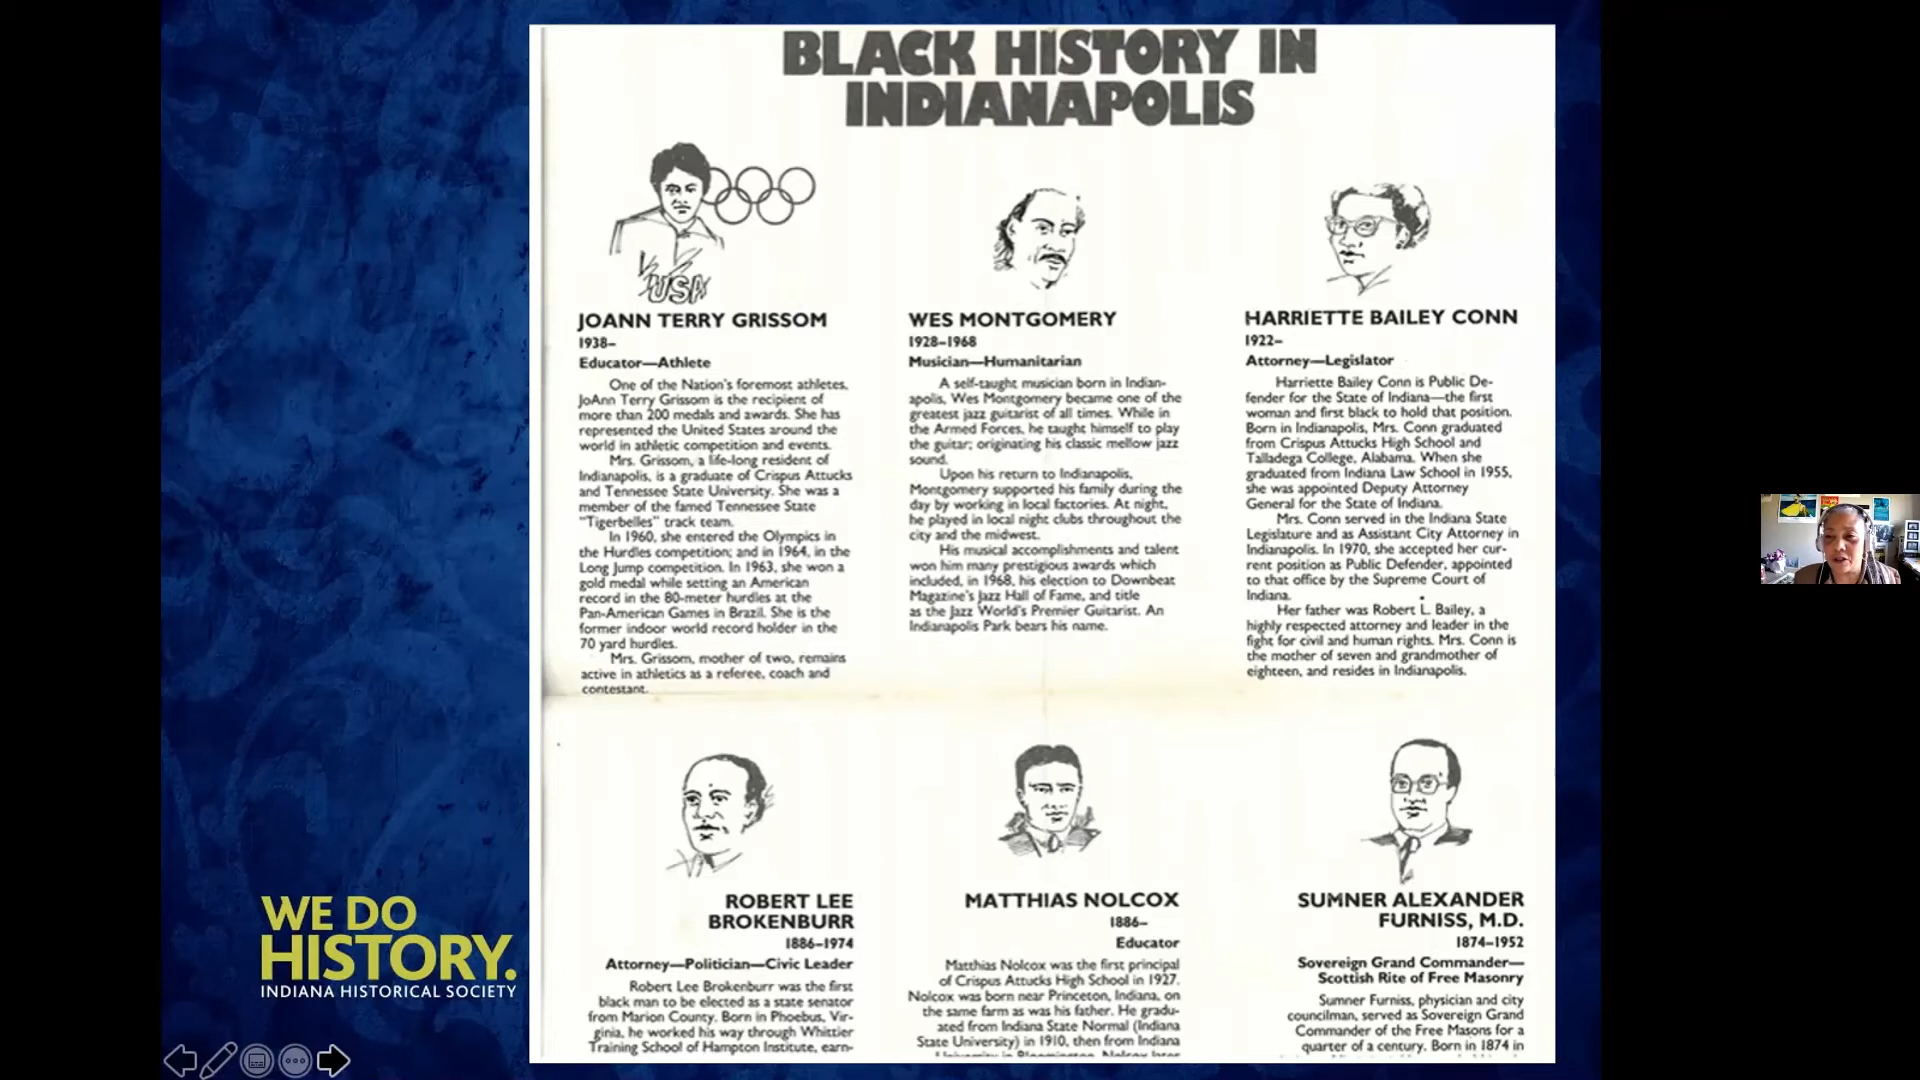 BLACK HISTORY IN
INDIANAPOLIS
USA
JOANN TERRY GRISSOM
1938–
Educator—Athlete
One of the Nation's foremost athletes,
JoAnn Terry Grissom is the recipient of
more than 200 medals and awards. She has
represented the United States around the
world in athletic competition and events.
Mrs. Grissom, a life-long resident of
Indianapolis, is a graduate of Crispus Attucks
and Tennessee State University. She was a
member of the famed Tennessee State
"Tigerbelles" track team.
In 1960, she entered the Olympics in
the Hurdles competition; and in 1964, in the
Long Jump competition. In 1963, she won a
gold medal while setting an American
record in the 80-meter hurdles at the
Pan-American Games in Brazil. She is the
former indoor world record holder in the
70 yard hurdles.
Mrs. Grissom, mother of two, remains
active in athletics as a referee, coach and
contestant.
WES MONTGOMERY
1928–1968
Musician—Humanitarian
A self-taught musician born in Indian-
apolis, Wes Montgomery became one of the
greatest jazz guitarist of all times. While in
the Armed Forces, he taught himself to play
the guitar; originating his classic mellow jazz
sound.
Upon his return to Indianapolis,
Montgomery supported his family during the
day by working in local factories. At night,
he played in local night clubs throughout the
city and the midwest.
His musical accomplishments and talent
won him many prestigious awards which
included, in 1968, his election to Downbeat
Magazine's Jazz Hall of Fame, and title
as the Jazz World's Premier Guitarist. An
Indianapolis Park bears his name.
HARRIETTE BAILEY CONN
1922–
Attorney—Legislator
Harriette Bailey Conn is Public De-
fender for the State of Indiana—the first
woman and first black to hold that position.
Born in Indianapolis, Mrs. Conn graduated
from Crispus Attucks High School and
Talladega College, Alabama. When she
graduated from Indiana Law School in 1955,
she was appointed Deputy Attorney
General for the State of Indiana.
Mrs. Conn served in the Indiana State
Legislature and as Assistant City Attorney in
Indianapolis. In 1970, she accepted her cur-
rent position as Public Defender, appointed
to that office by the Supreme Court of
Indiana.
Her father was Robert L. Bailey, a
highly respected attorney and leader in the
fight for civil and human rights. Mrs. Conn is
the mother of seven and grandmother of
eighteen, and resides in Indianapolis.
ROBERT LEE
BROKENBURR
1886–1974
Attorney—Politician—Civic Leader
Robert Lee Brokenburr was the first
black man to be elected as a state senator
from Marion County. Born in Phoebus, Vir-
ginia, he worked his way through Whittier
Training School of Hampton Institute, earn-
MATTHIAS NOLCOX
1886–
Educator
Matthias Nolcox was the first principal
of Crispus Attucks High School in 1927.
Nolcox was born near Princeton, Indiana, on
the same farm as was his father. He gradu-
ated from Indiana State Normal (Indiana
State University) in 1910, then from Indiana
University in Bloomington. Nolcox later
SUMNER ALEXANDER
FURNISS, M.D.
1874–1952
Sovereign Grand Commander—
Scottish Rite of Free Masonry
Sumner Furniss, physician and city
councilman, served as Sovereign Grand
Commander of the Free Masons for a
quarter of a century. Born in 1874 in
WE DO
HISTORY.
INDIANA HISTORICAL SOCIETY